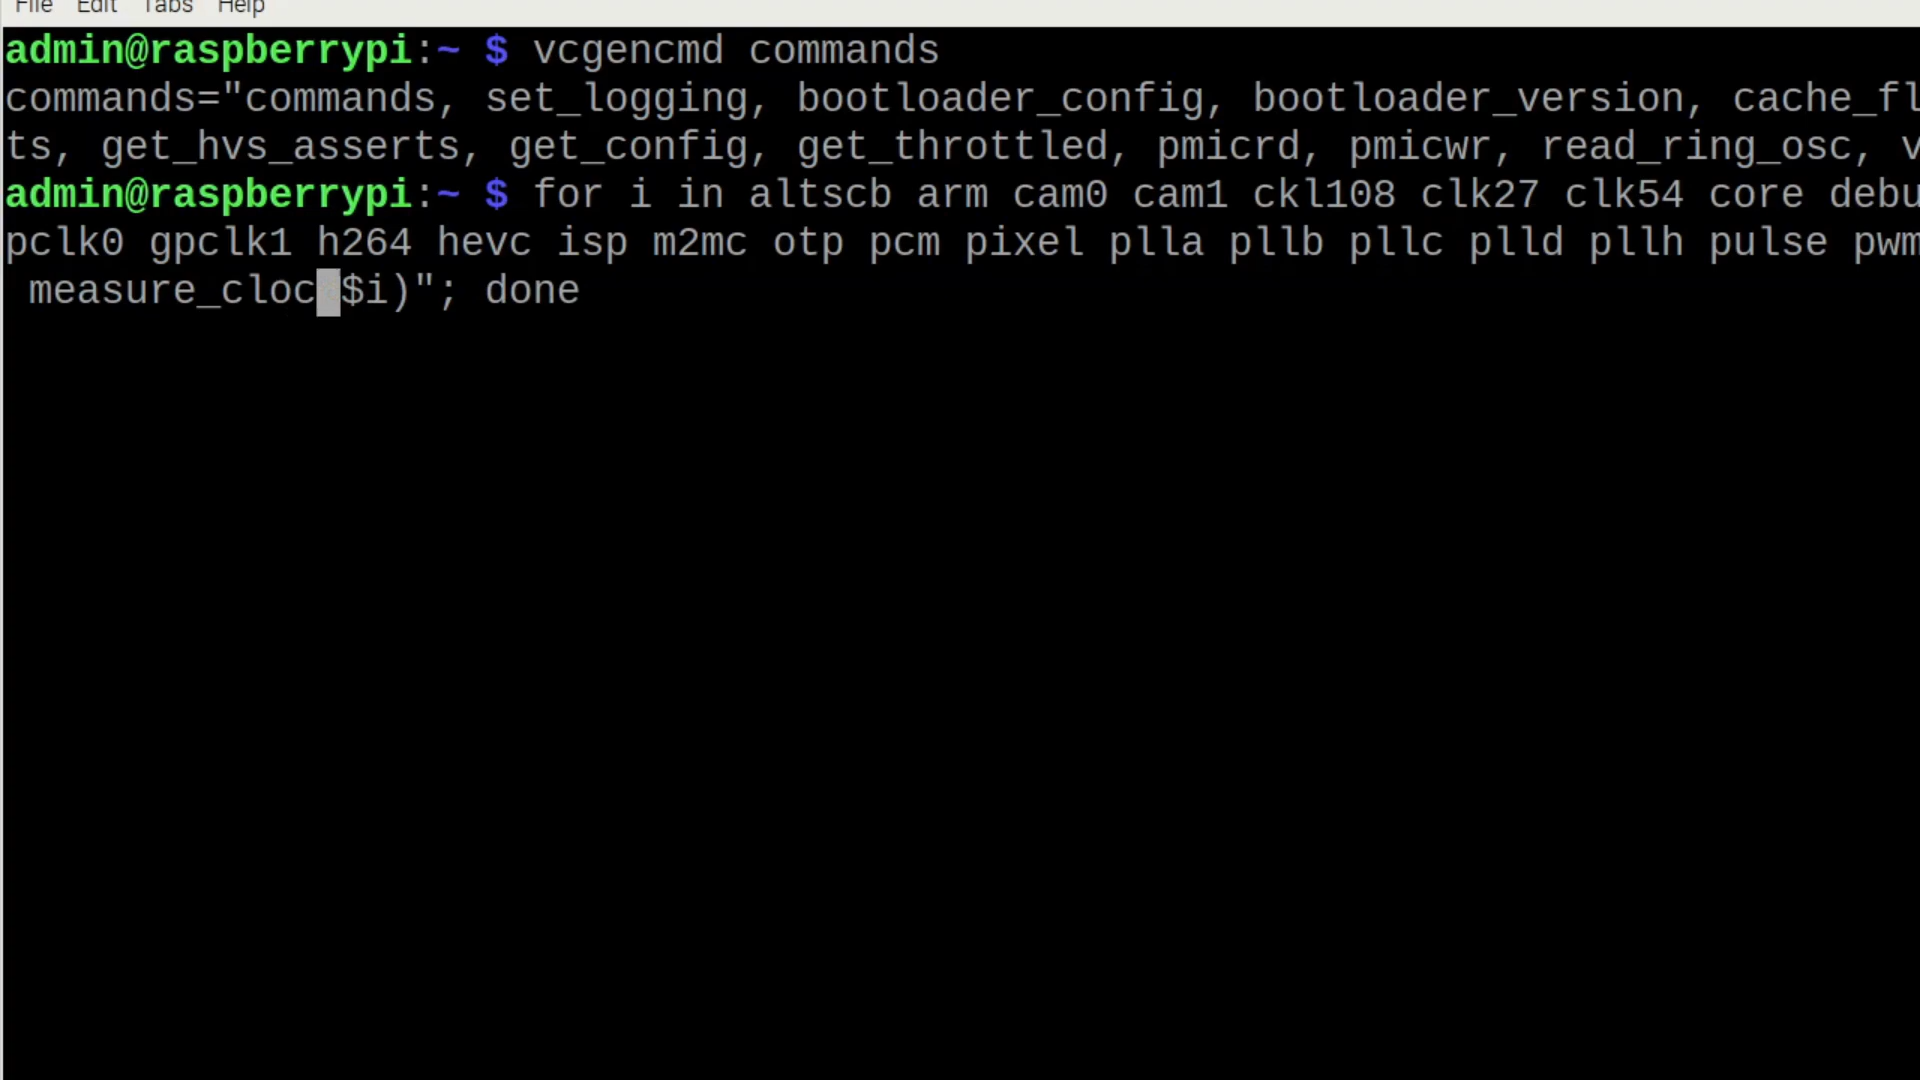 File Edit Tabs Help
admin@raspberrypi:~ $ vcgencmd commands
commands="commands, set_logging, bootloader_config, bootloader_version, cache_fl
ts, get_hvs_asserts, get_config, get_throttled, pmicrd, pmicwr, read_ring_osc, v
admin@raspberrypi:~ $ for i in altscb arm cam0 cam1 ckl108 clk27 clk54 core debu
pclk0 gpclk1 h264 hevc isp m2mc otp pcm pixel plla pllb pllc plld pllh pulse pwm
measure_cloc $i)"; done